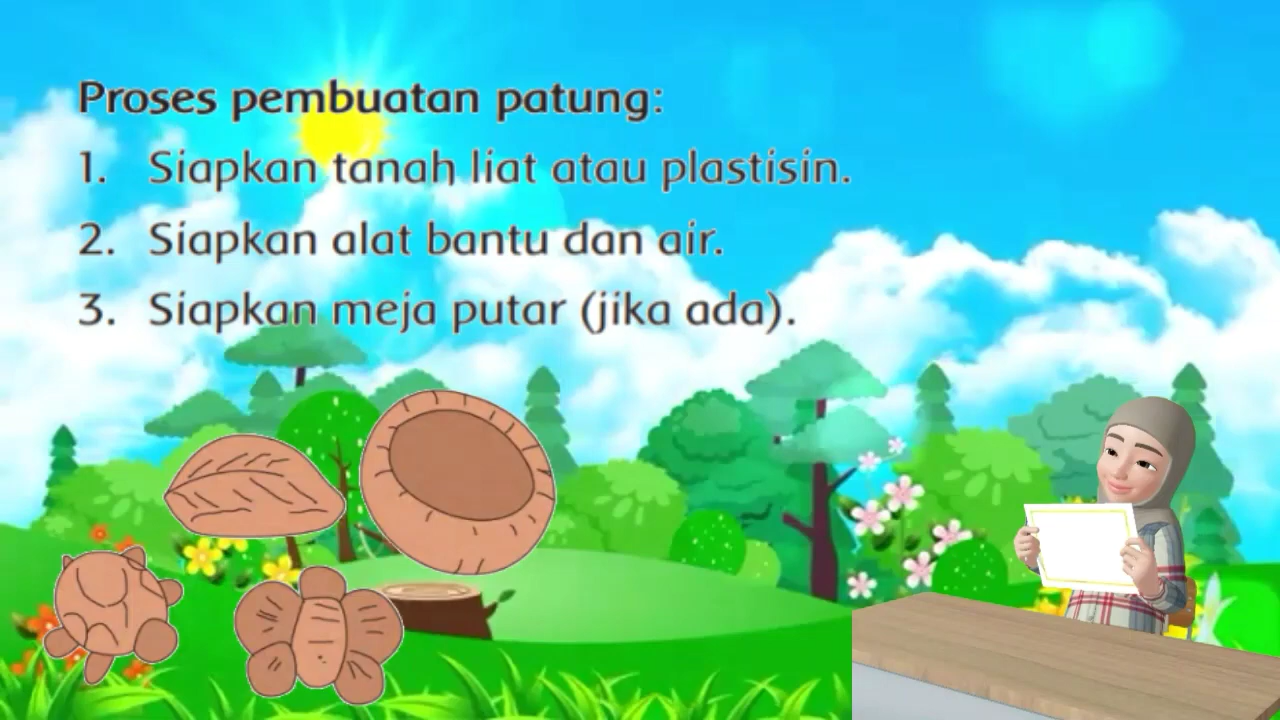 Proses pembuatan patung:
1. Siapkan tanah liat atau plastisin.
2. Siapkan alat bantu dan air.
3. Siapkan meja putar (jika ada).